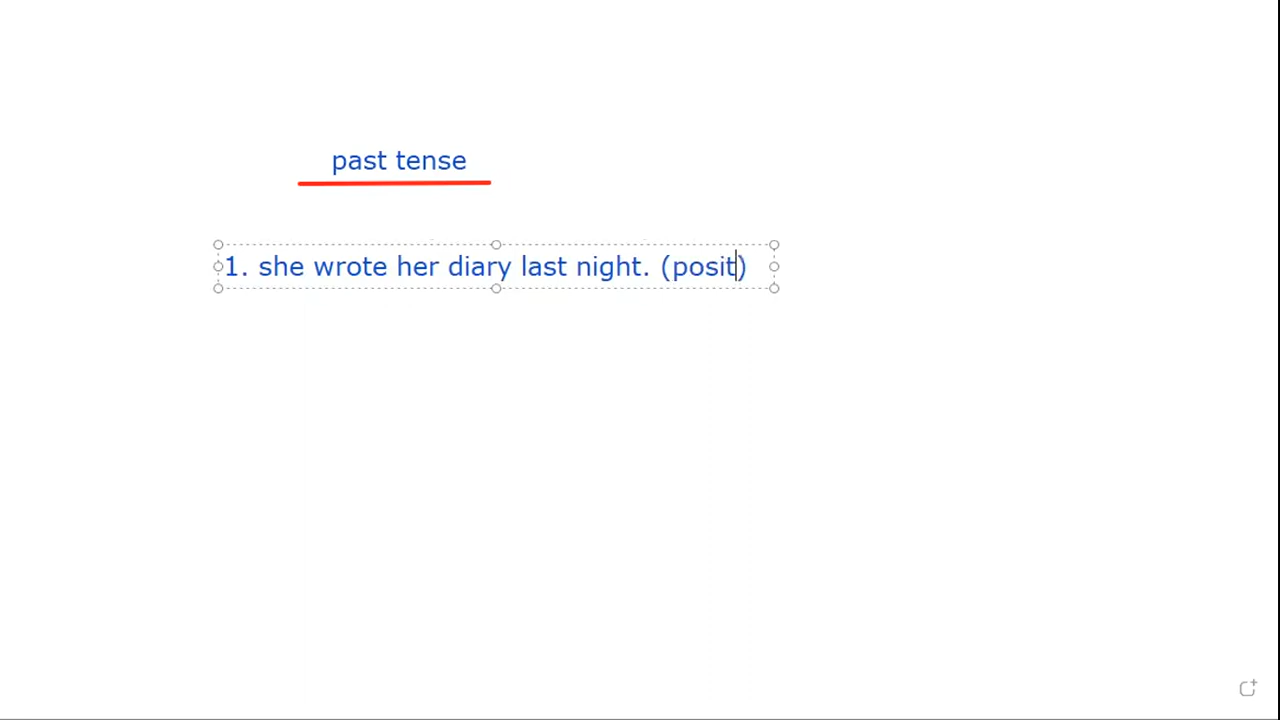 past tense
1. she wrote her diary last night. (posit)